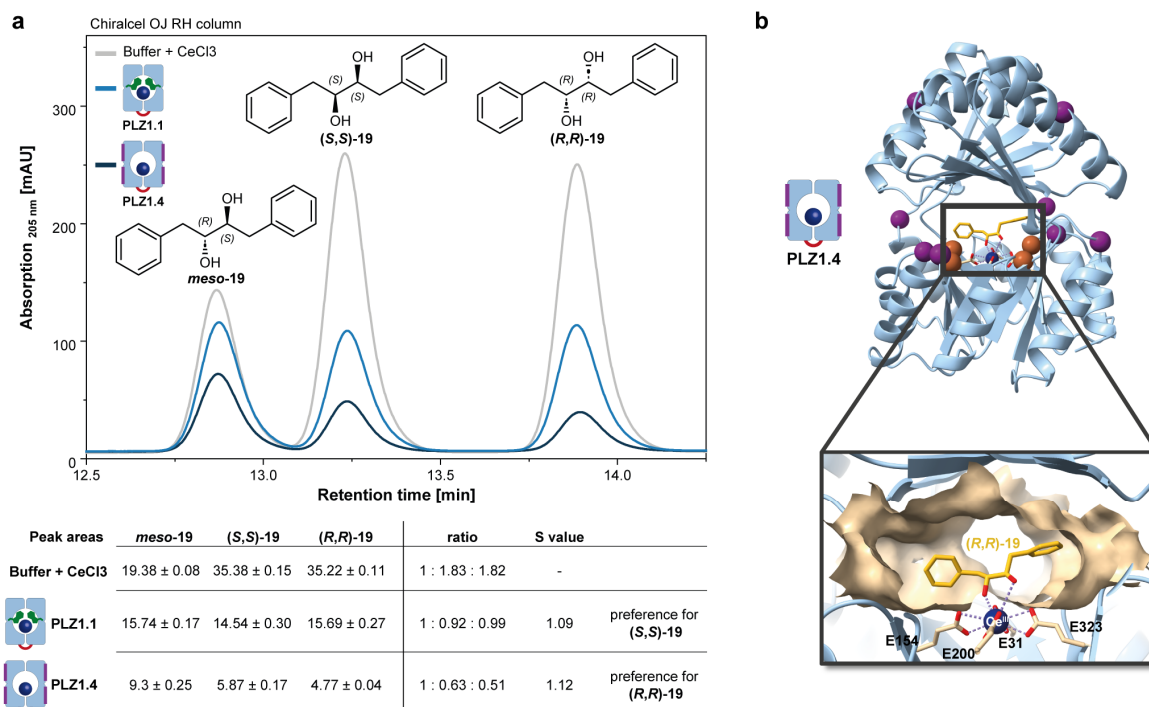 a
Chiralcel OJ RH column
Buffer + CeCl3
PLZ1.1
PLZ1.4
OH
(S)
(S)
OH
(S,S)-19
OH
(R)
(R)
OH
(R,R)-19
OH
(R)
(S)
OH
meso-19
Absorption 205 nm [mAU]
300
200
100
0
12.5
13.0
13.5
14.0
Retention time [min]
Peak areas meso-19 (S,S)-19 (R,R)-19 ratio S value
Buffer + CeCl3 19.38 ± 0.08 35.38 ± 0.15 35.22 ± 0.11 1 : 1.83 : 1.82 -
PLZ1.1 15.74 ± 0.17 14.54 ± 0.30 15.69 ± 0.27 1 : 0.92 : 0.99 1.09 preference for
(S,S)-19
PLZ1.4 9.3 ± 0.25 5.87 ± 0.17 4.77 ± 0.04 1 : 0.63 : 0.51 1.12 preference for
(R,R)-19
b
PLZ1.4
(R,R)-19
CeIII
E154
E200
E31
E323